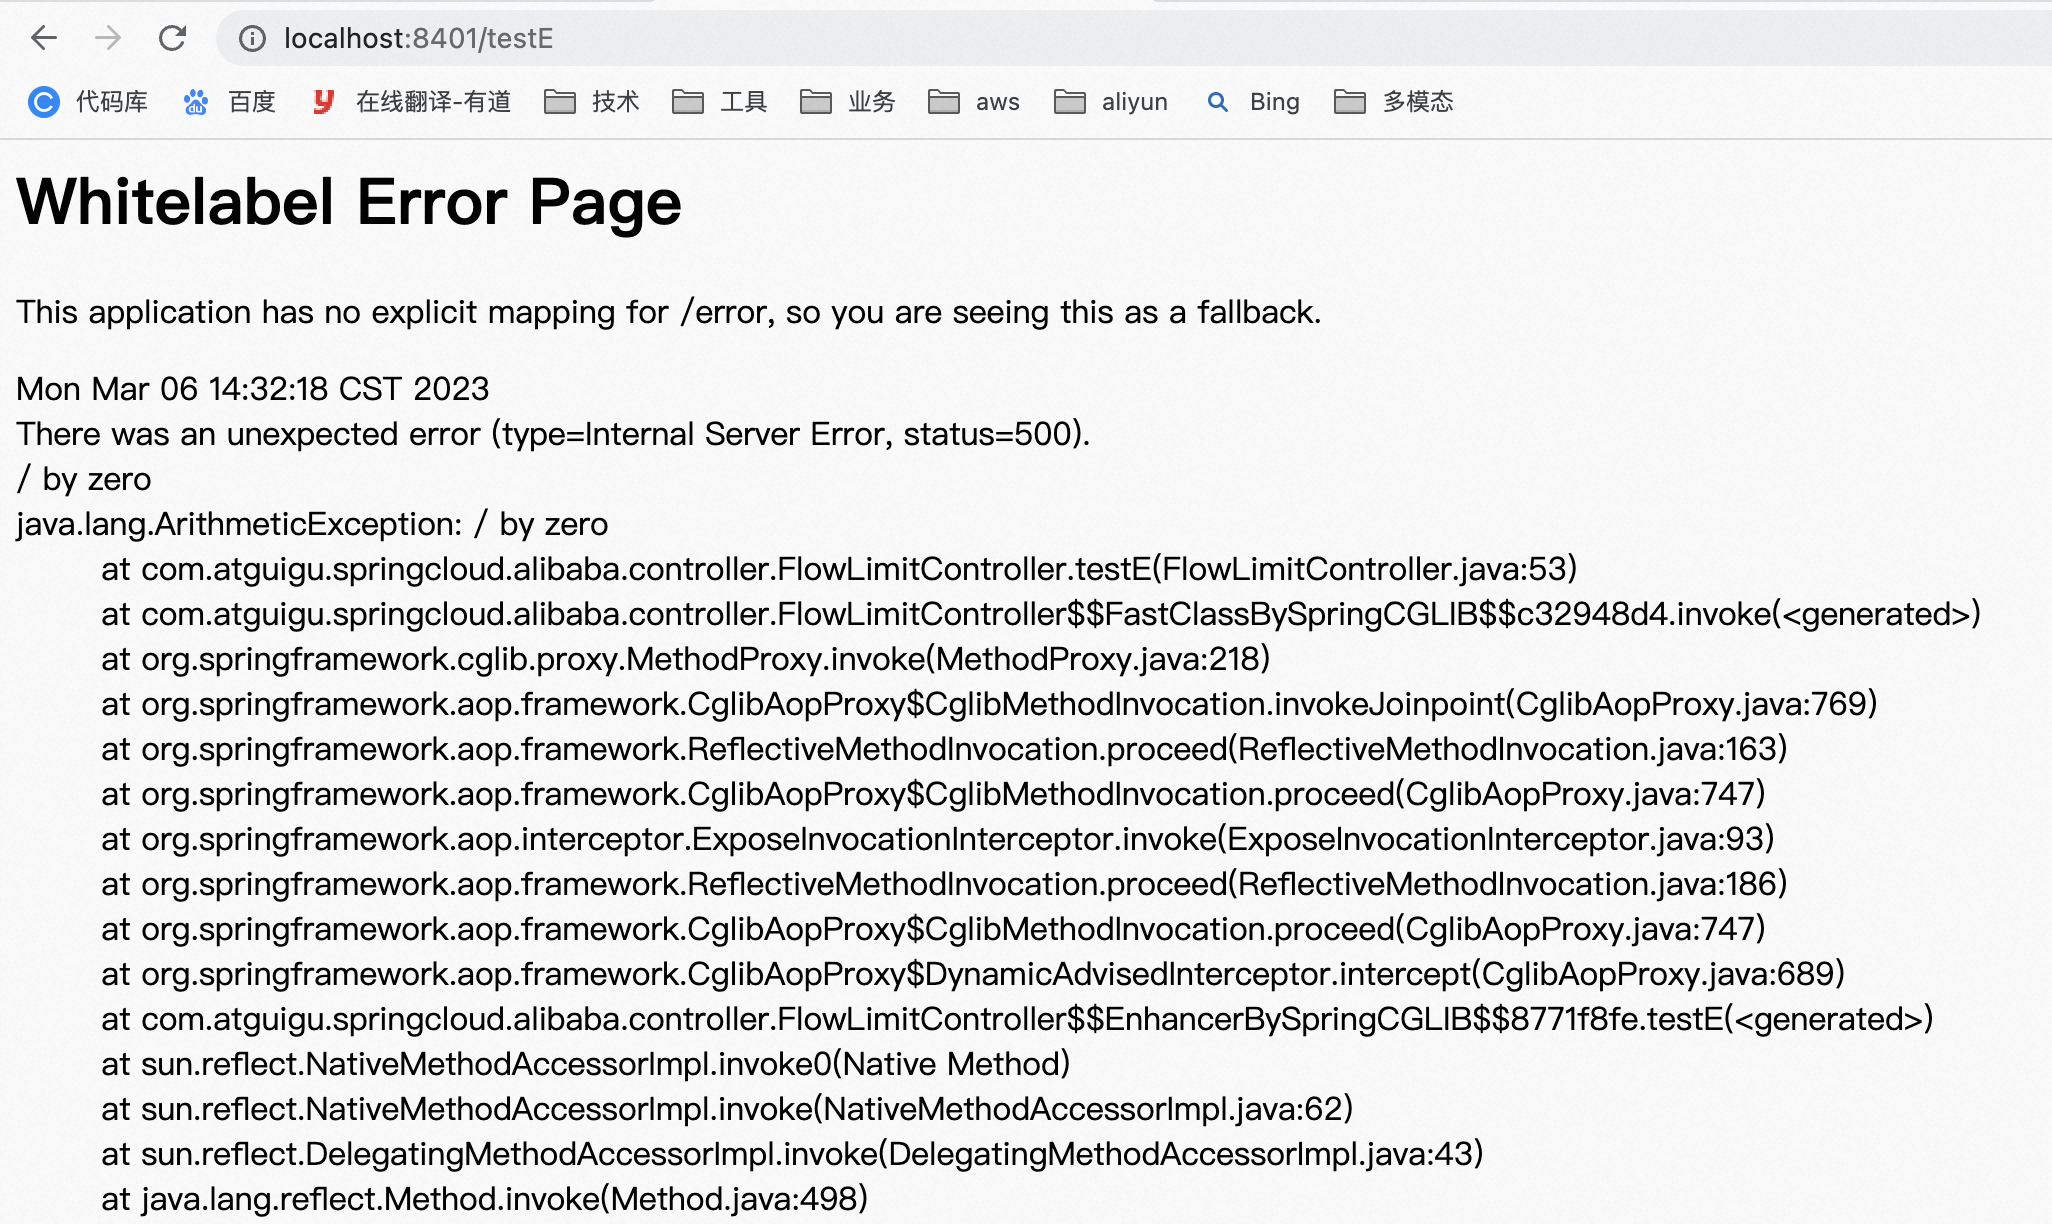 localhost:8401/testE
代码库 百度 在线翻译-有道 技术 工具 业务 aws aliyun Bing 多模态
Whitelabel Error Page
This application has no explicit mapping for /error, so you are seeing this as a fallback.
Mon Mar 06 14:32:18 CST 2023
There was an unexpected error (type=Internal Server Error, status=500).
/ by zero
java.lang.ArithmeticException: / by zero
at com.atguigu.springcloud.alibaba.controller.FlowLimitController.testE(FlowLimitController.java:53)
at com.atguigu.springcloud.alibaba.controller.FlowLimitController$$FastClassBySpringCGLIB$$c32948d4.invoke(<generated>)
at org.springframework.cglib.proxy.MethodProxy.invoke(MethodProxy.java:218)
at org.springframework.aop.framework.CglibAopProxy$CglibMethodInvocation.invokeJoinpoint(CglibAopProxy.java:769)
at org.springframework.aop.framework.ReflectiveMethodInvocation.proceed(ReflectiveMethodInvocation.java:163)
at org.springframework.aop.framework.CglibAopProxy$CglibMethodInvocation.proceed(CglibAopProxy.java:747)
at org.springframework.aop.interceptor.ExposeInvocationInterceptor.invoke(ExposeInvocationInterceptor.java:93)
at org.springframework.aop.framework.ReflectiveMethodInvocation.proceed(ReflectiveMethodInvocation.java:186)
at org.springframework.aop.framework.CglibAopProxy$CglibMethodInvocation.proceed(CglibAopProxy.java:747)
at org.springframework.aop.framework.CglibAopProxy$DynamicAdvisedInterceptor.intercept(CglibAopProxy.java:689)
at com.atguigu.springcloud.alibaba.controller.FlowLimitController$$EnhancerBySpringCGLIB$$8771f8fe.testE(<generated>)
at sun.reflect.NativeMethodAccessorImpl.invoke0(Native Method)
at sun.reflect.NativeMethodAccessorImpl.invoke(NativeMethodAccessorImpl.java:62)
at sun.reflect.DelegatingMethodAccessorImpl.invoke(DelegatingMethodAccessorImpl.java:43)
at java.lang.reflect.Method.invoke(Method.java:498)